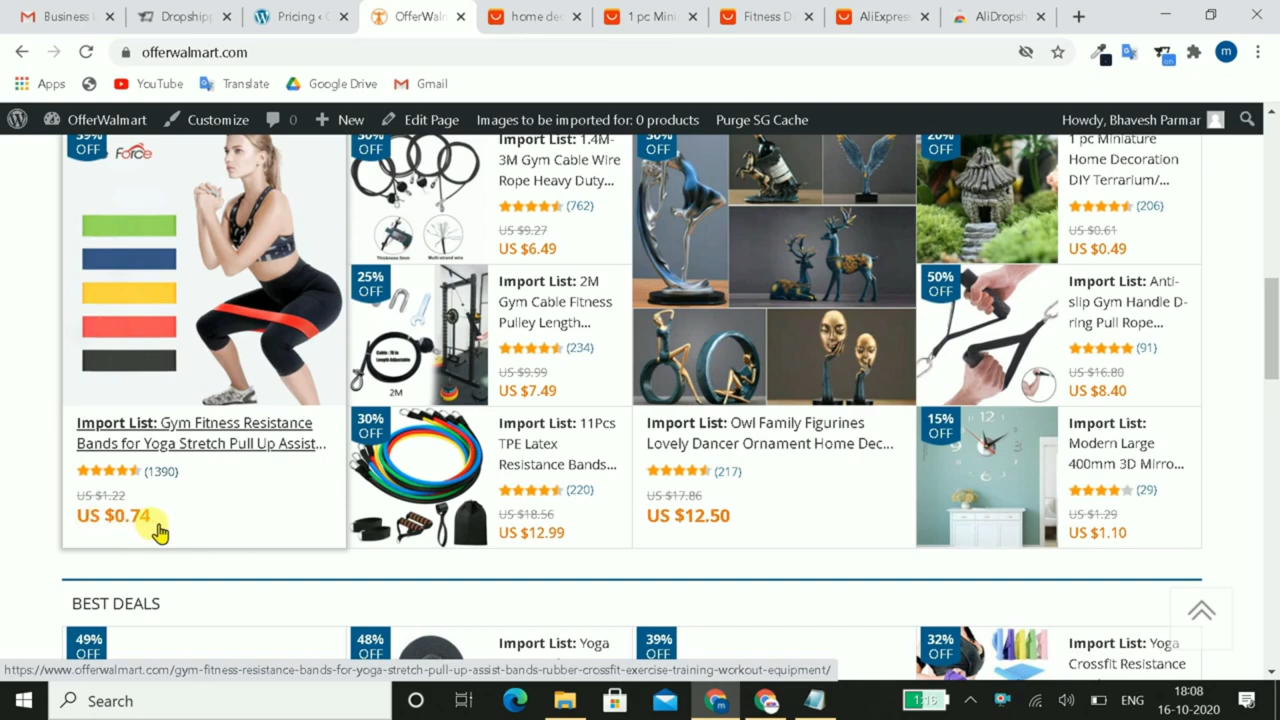 Business
Dropshipp
Pricing ‹
OfferWaln
home dec
1 pc Mini
Fitness D
AliExpres
AliDropsh
offerwalmart.com
m
on
Apps
YouTube
Translate
Google Drive
Gmail
OfferWalmart
Customize
0
New
Edit Page
Images to be imported for: 0 products
Purge SG Cache
Howdy, Bhavesh Parmar
39%
OFF
Force
Import List: Gym Fitness Resistance
Bands for Yoga Stretch Pull Up Assist...
(1390)
US $1.22
US $0.74
30%
OFF
Thickness 5mm
Multi-strand wire
Import List: 1.4M-
3M Gym Cable Wire
Rope Heavy Duty...
(762)
US $9.27
US $6.49
25%
OFF
2M
Import List: 2M
Gym Cable Fitness
Pulley Length...
(234)
US $9.99
US $7.49
30%
OFF
Import List: 11Pcs
TPE Latex
Resistance Bands...
(220)
US $18.56
US $12.99
30%
OFF
Import List: Owl Family Figurines
Lovely Dancer Ornament Home Dec...
(217)
US $17.86
US $12.50
20%
OFF
1 pc Miniature
Home Decoration
DIY Terrarium/...
(206)
US $0.61
US $0.49
50%
OFF
Import List: Anti-
slip Gym Handle D-
ring Pull Rope...
(91)
US $16.80
US $8.40
15%
OFF
12
Import List:
Modern Large
400mm 3D Mirro...
(29)
US $1.29
US $1.10
BEST DEALS
49%
OFF
48%
OFF
Import List: Yoga
39%
OFF
32%
OFF
Import List: Yoga
Crossfit Resistance
https://www.offerwalmart.com/gym-fitness-resistance-bands-for-yoga-stretch-pull-up-assist-bands-rubber-crossfit-exercise-training-workout-equipment/
Search
1:16
ENG
18:08
16-10-2020